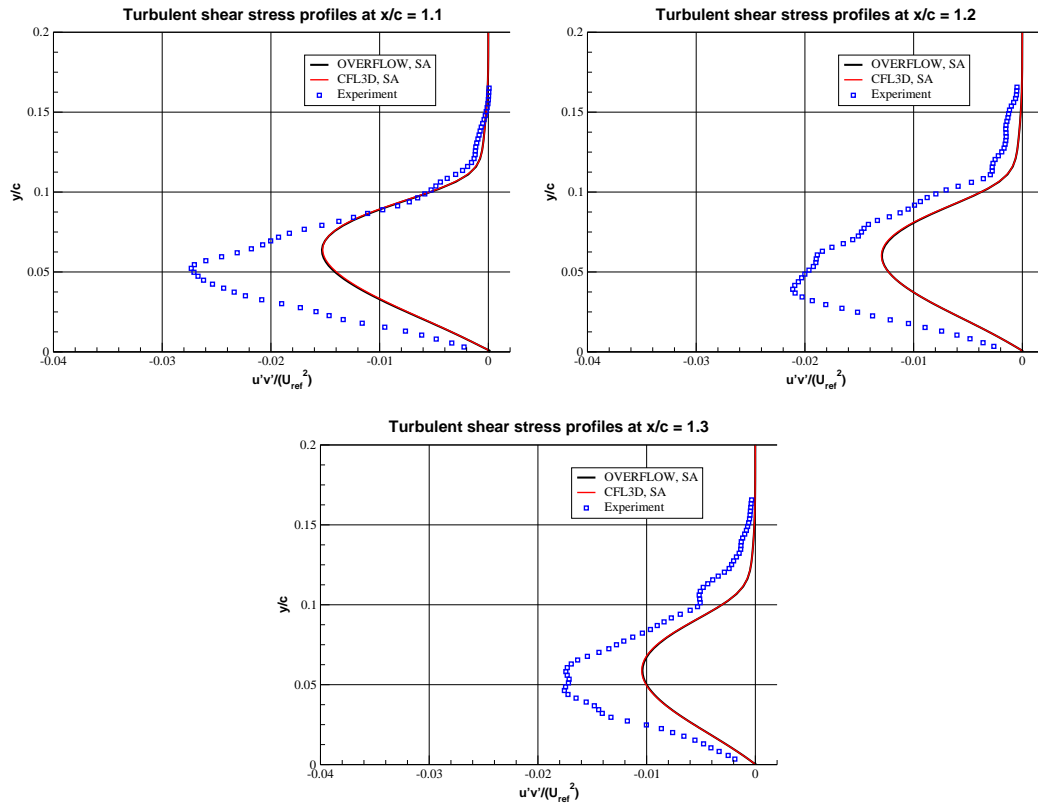 Turbulent shear stress profiles at x/c = 1.1
0.2
OVERFLOW, SA
CFL3D, SA
Experiment
0.15
y/c
0.1
0.05
0
-0.04 -0.03 -0.02 -0.01 0
u'v'/(U_ref^2)
Turbulent shear stress profiles at x/c = 1.2
0.2
OVERFLOW, SA
CFL3D, SA
Experiment
0.15
y/c
0.1
0.05
0
-0.04 -0.03 -0.02 -0.01 0
u'v'/(U_ref^2)
Turbulent shear stress profiles at x/c = 1.3
0.2
OVERFLOW, SA
CFL3D, SA
Experiment
0.15
y/c
0.1
0.05
0
-0.04 -0.03 -0.02 -0.01 0
u'v'/(U_ref^2)